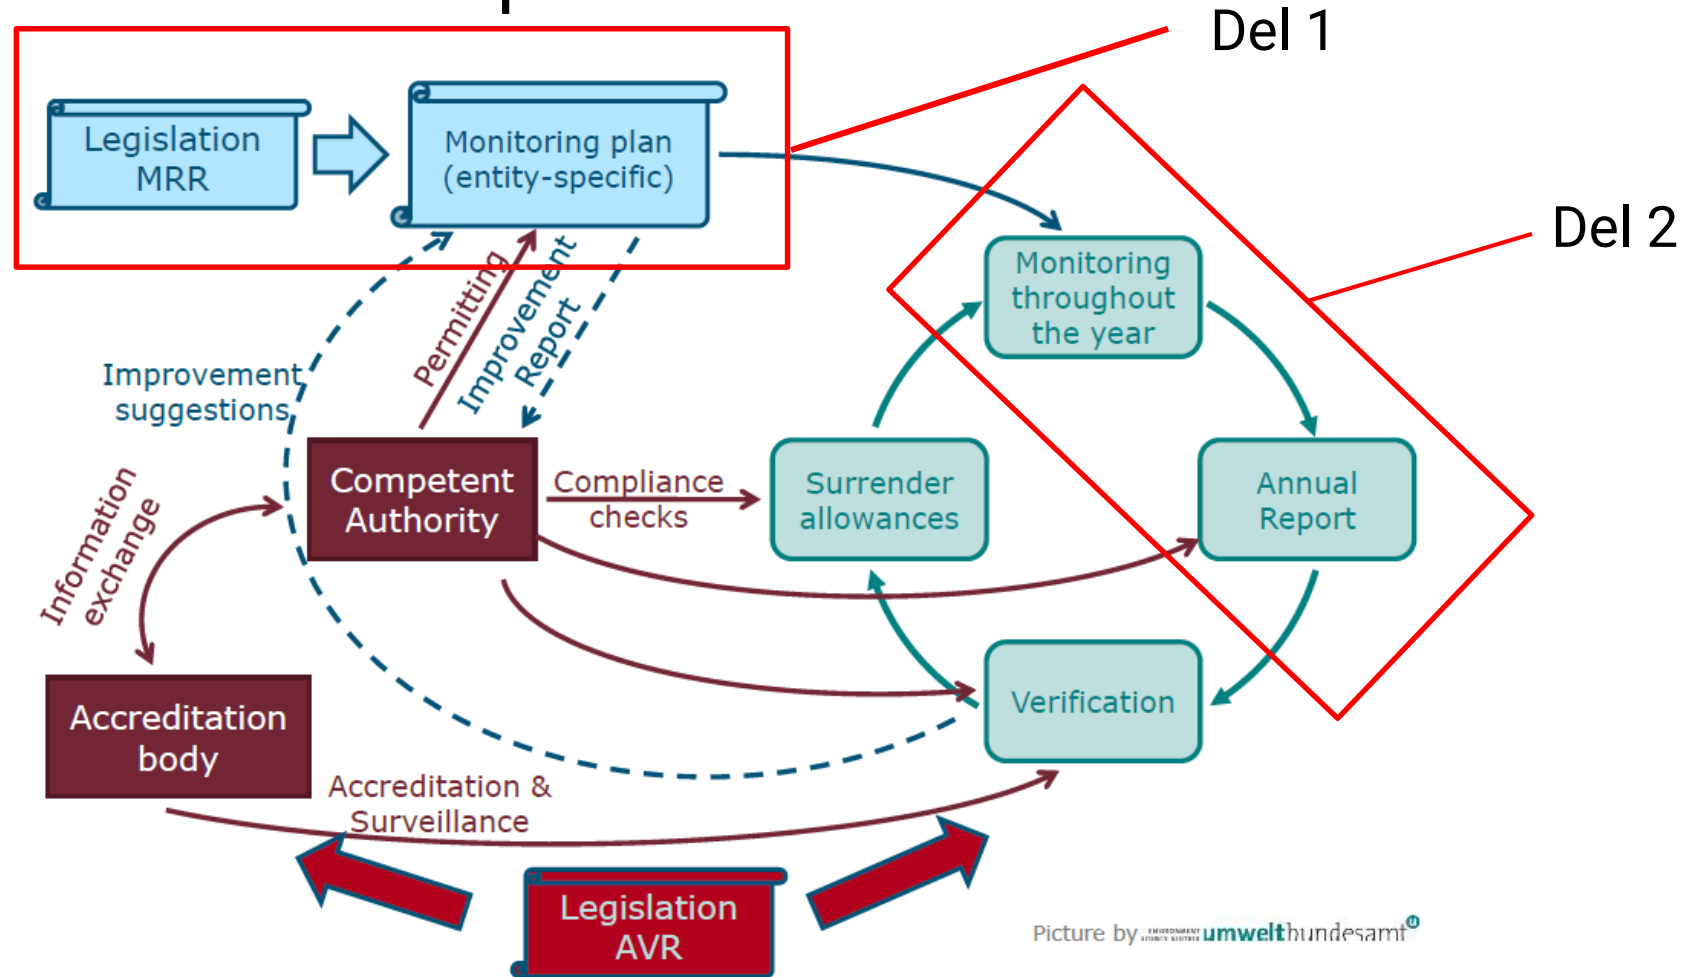 Del 1
Legislation
MRR
Monitoring plan
(entity-specific)
Del 2
Permitting
Improvement
Report
Monitoring
throughout
the year
Improvement
suggestions
Information
exchange
Competent
Authority
Compliance
checks
Surrender
allowances
Annual
Report
Accreditation
body
Verification
Accreditation &
Surveillance
Legislation
AVR
Picture by umweltbundesamt